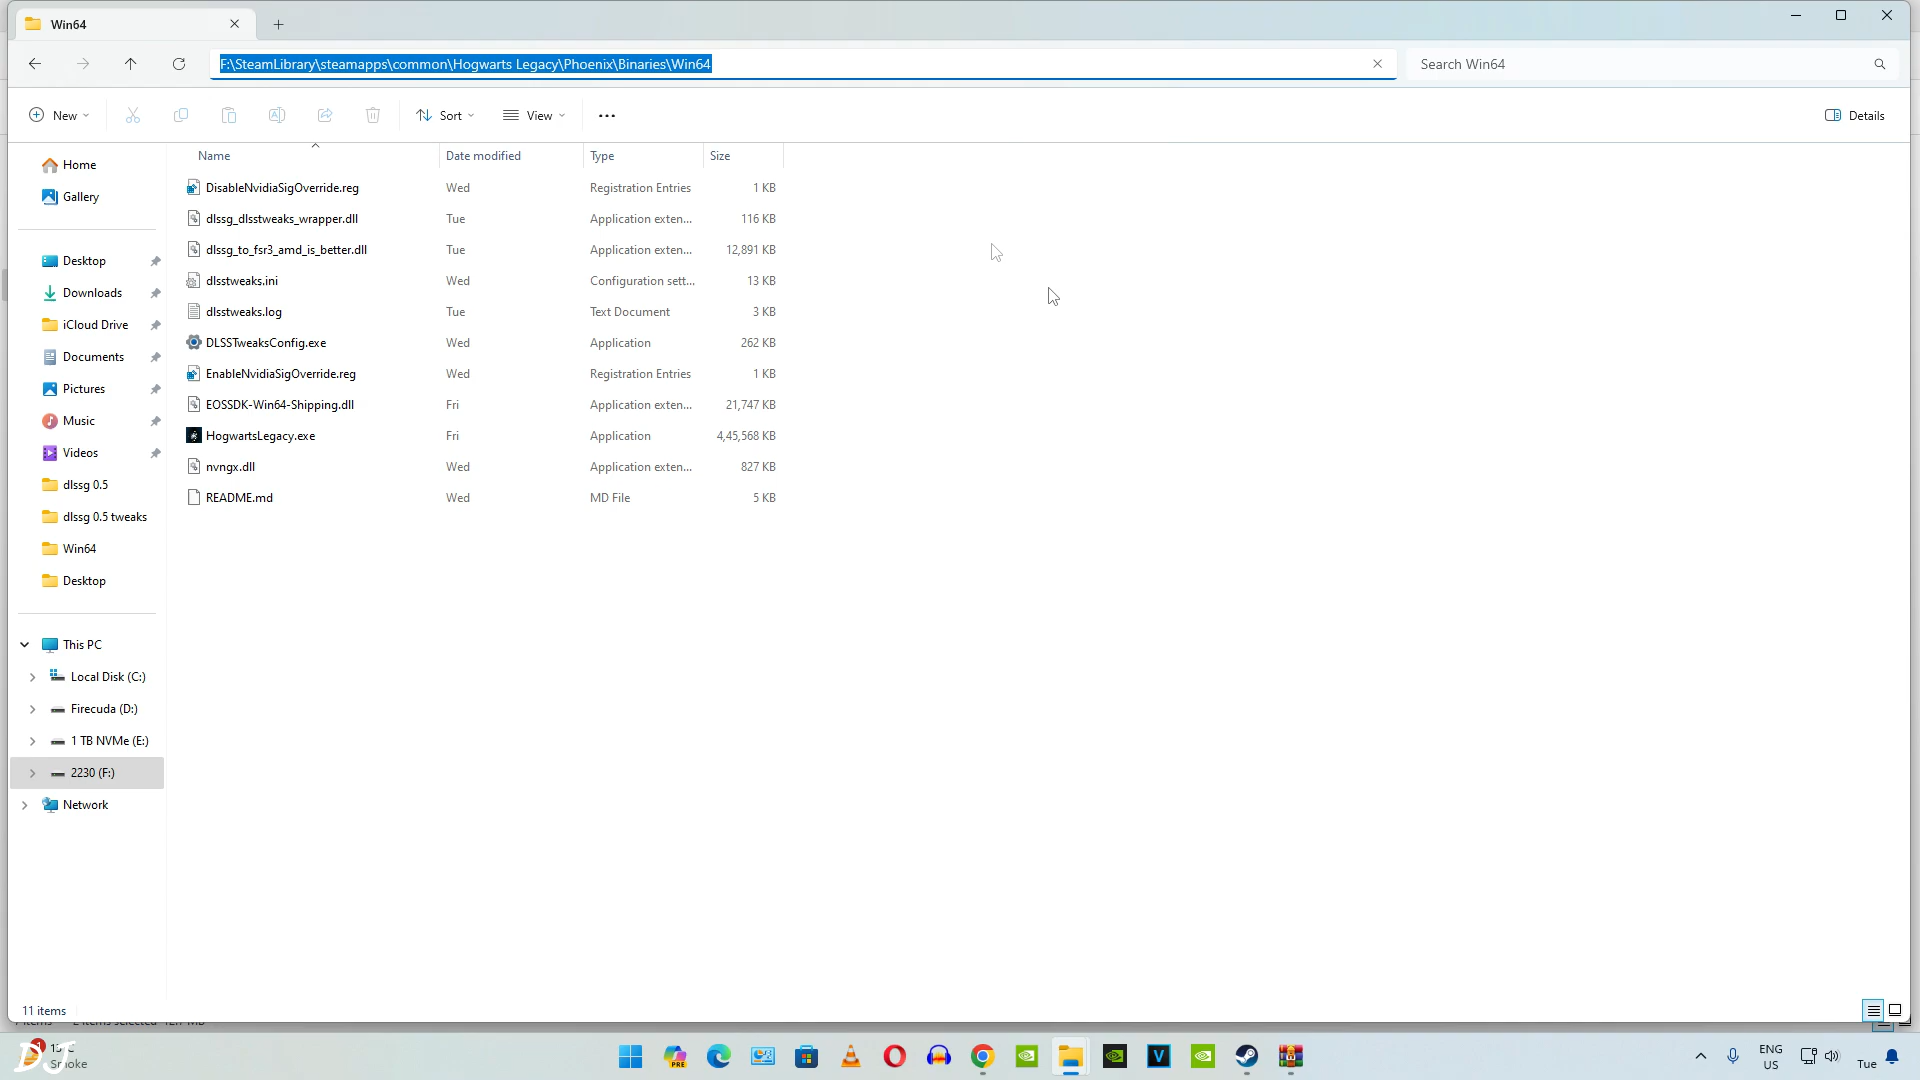 Win64
F:\SteamLibrary\steamapps\common\Hogwarts Legacy\Phoenix\Binaries\Win64
Search Win64
New
Sort
View
Details
Name Date modified Type Size
DisableNvidiaSigOverride.reg Wed Registration Entries 1 KB
dlssg_dlsstweaks_wrapper.dll Tue Application exten... 116 KB
dlssg_to_fsr3_amd_is_better.dll Tue Application exten... 12,891 KB
dlsstweaks.ini Wed Configuration sett... 13 KB
dlsstweaks.log Tue Text Document 3 KB
DLSSTweaksConfig.exe Wed Application 262 KB
EnableNvidiaSigOverride.reg Wed Registration Entries 1 KB
EOSSDK-Win64-Shipping.dll Fri Application exten... 21,747 KB
HogwartsLegacy.exe Fri Application 4,45,568 KB
nvngx.dll Wed Application exten... 827 KB
README.md Wed MD File 5 KB
Home
Gallery
Desktop
Downloads
iCloud Drive
Documents
Pictures
Music
Videos
dlssg 0.5
dlssg 0.5 tweaks
Win64
Desktop
This PC
Local Disk (C:)
Firecuda (D:)
1 TB NVMe (E:)
2230 (F:)
Network
11 items
DJ
PRE
V
ENG
US
Tue